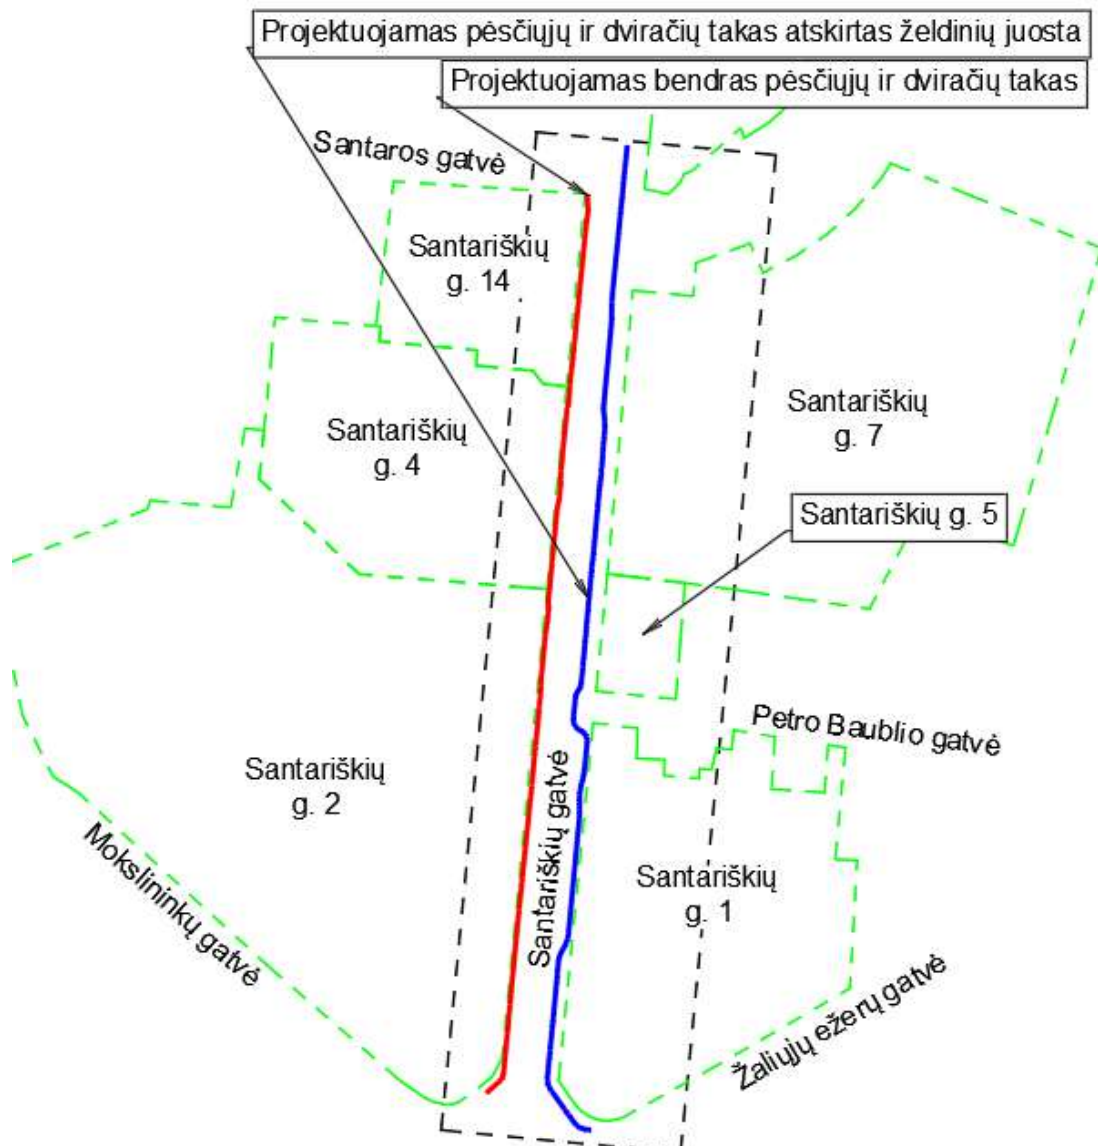 Projektuojamas pėsčiųjų ir dviračių takas atskirtas želdinių juosta
Projektuojamas bendras pėsčiųjų ir dviračių takas
Santaros gatvė
Santariškių
g. 14
Santariškių
g. 4
Santariškių
g. 7
Santariškių g. 5
Petro Baublio gatvė
Santariškių
g. 2
Santariškių gatvė
Mokslininkų gatvė
Santariškių
g. 1
Žaliųjų ežerų gatvė